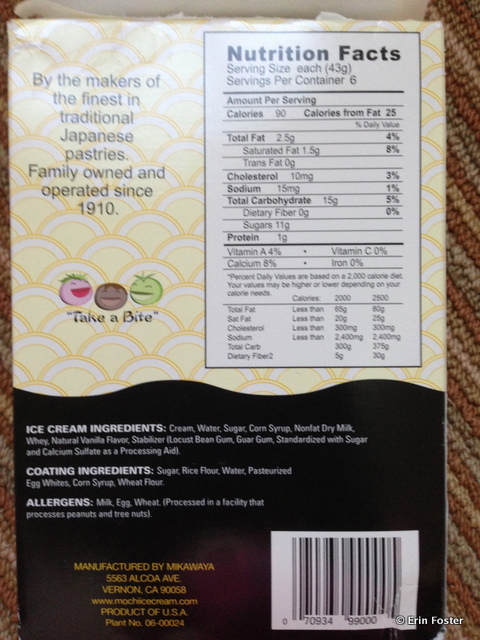 By the makers of
the finest in
traditional
Japanese
pastries.
Family owned and
operated since
1910.
"Take a Bite"
Nutrition Facts
Serving Size each (43g)
Servings Per Container 6
Amount Per Serving
Calories 90 Calories from Fat 25
% Daily Value
Total Fat 2.5g 4%
Saturated Fat 1.5g 8%
Trans Fat 0g
Cholesterol 10mg 3%
Sodium 15mg 1%
Total Carbohydrate 15g 5%
Dietary Fiber 0g 0%
Sugars 11g
Protein 1g
Vitamin A 4% • Vitamin C 0%
Calcium 8% • Iron 0%
*Percent Daily Values are based on a 2,000 calorie diet.
Your values may be higher or lower depending on your
calorie needs.
Calories: 2000 2500
Total Fat Less than 65g 80g
Sat Fat Less than 20g 25g
Cholesterol Less than 300mg 300mg
Sodium Less than 2,400mg 2,400mg
Total Carb 300g 375g
Dietary Fiber2 5g 30g
ICE CREAM INGREDIENTS: Cream, Water, Sugar, Corn Syrup, Nonfat Dry Milk,
Whey, Natural Vanilla Flavor, Stabilizer (Locust Bean Gum, Guar Gum, Standardized with Sugar
and Calcium Sulfate as a Processing Aid).
COATING INGREDIENTS: Sugar, Rice Flour, Water, Pasteurized
Egg Whites, Corn Syrup, Wheat Flour.
ALLERGENS: Milk, Egg, Wheat. (Processed in a facility that
processes peanuts and tree nuts).
MANUFACTURED BY MIKAWAYA
5563 ALCOA AVE.
VERNON, CA 90058
www.mochiicecream.com
PRODUCT OF U.S.A.
Plant No. 06-00024
0 70934 99000
© Erin Foster